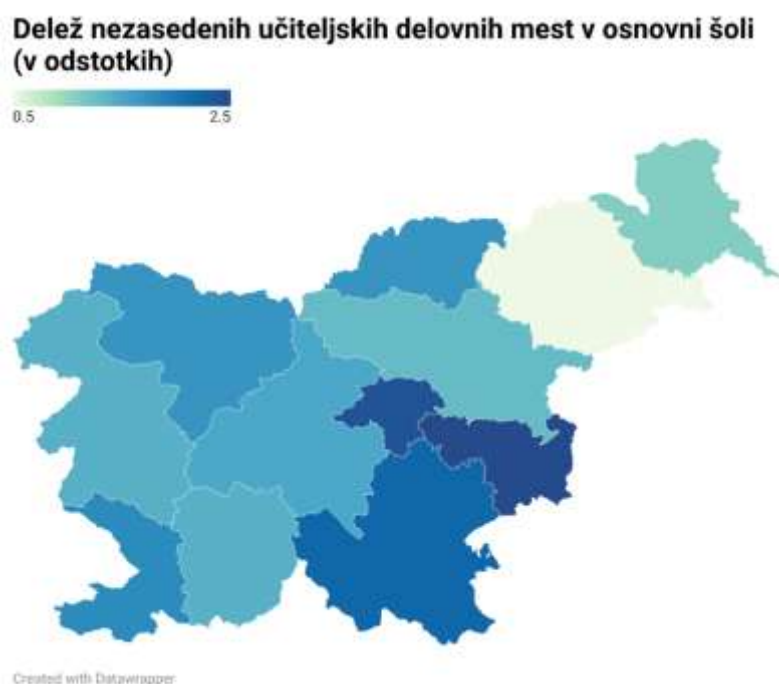 Delež nezasedenih učiteljskih delovnih mest v osnovni šoli
(v odstotkih)
0.5 2.5
Created with Datawrapper